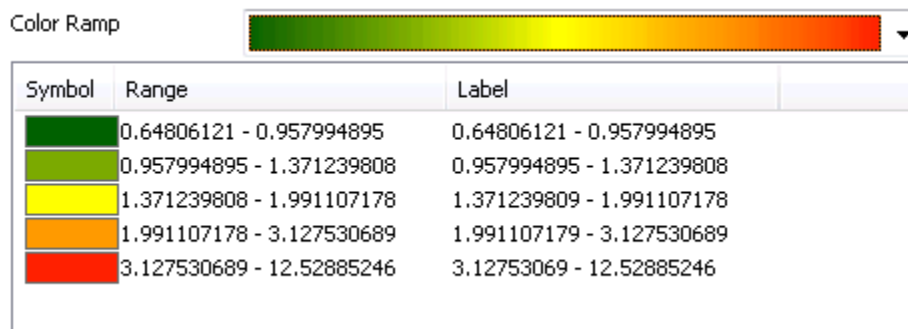 Color Ramp
Symbol Range Label
0.64806121 - 0.957994895 0.64806121 - 0.957994895
0.957994895 - 1.371239808 0.957994895 - 1.371239808
1.371239808 - 1.991107178 1.371239809 - 1.991107178
1.991107178 - 3.127530689 1.991107179 - 3.127530689
3.127530689 - 12.52885246 3.12753069 - 12.52885246